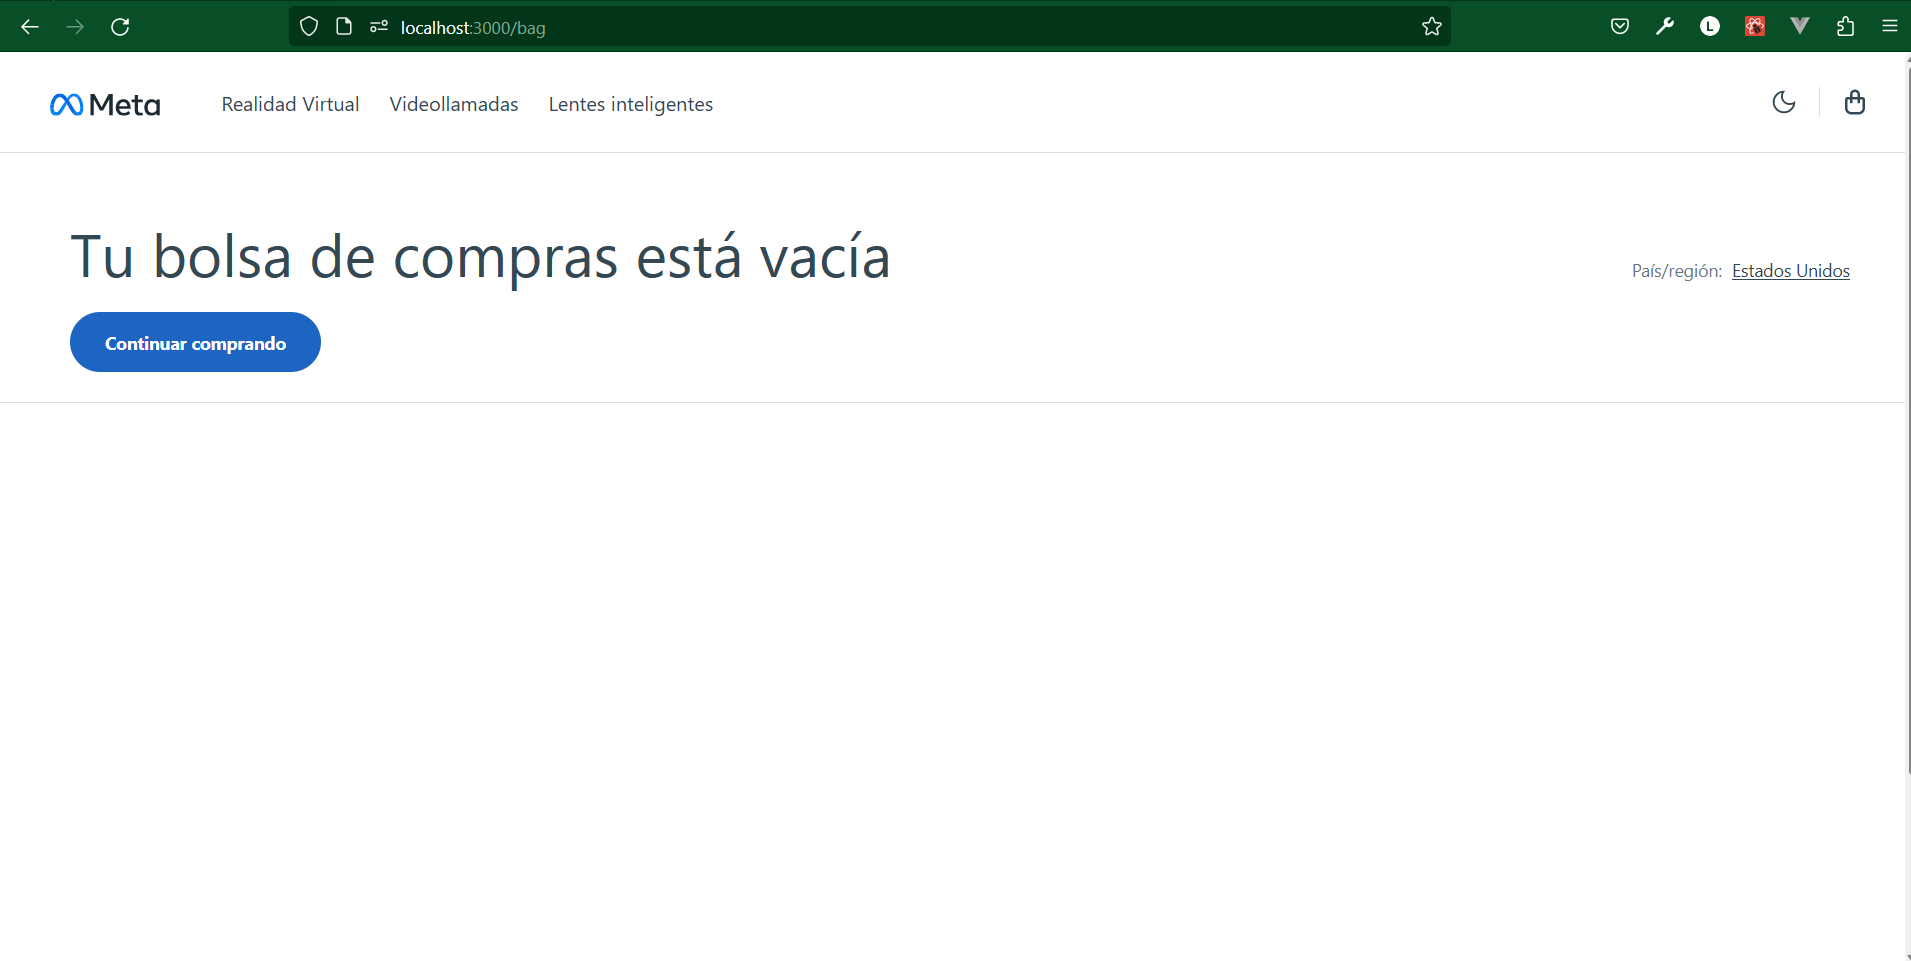 localhost:3000/bag
L
Meta
Realidad Virtual
Videollamadas
Lentes inteligentes
Tu bolsa de compras está vacía
País/región: Estados Unidos
Continuar comprando